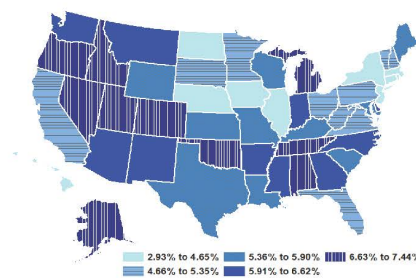 2.93% to 4.65% 5.36% to 5.90% 6.63% to 7.44%
4.66% to 5.35% 5.91% to 6.62%